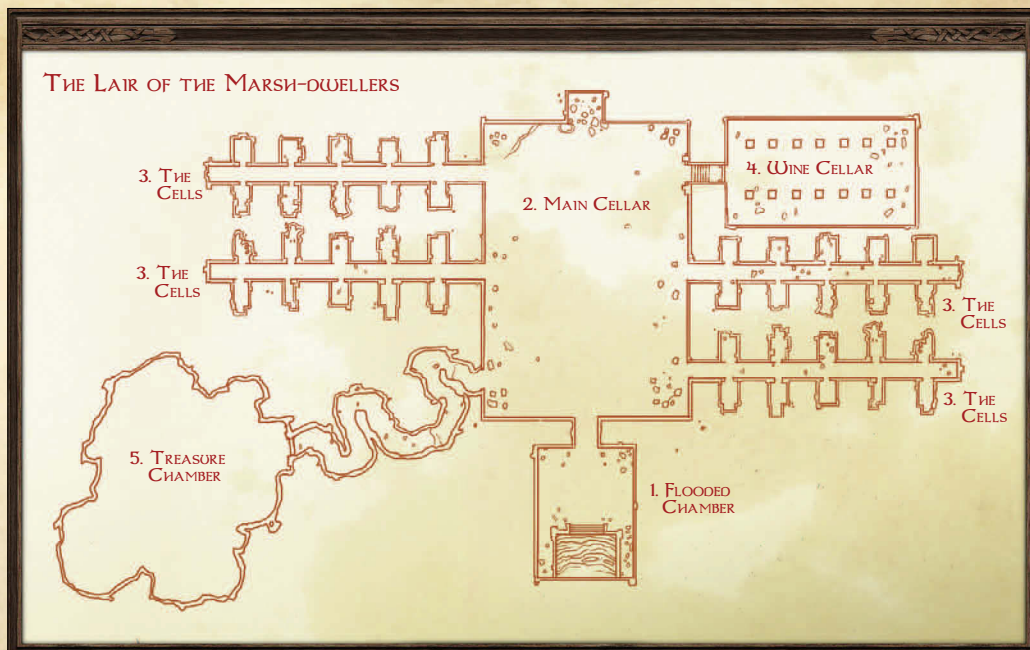 The Lair of the Marsh-dwellers
3. The
Cells
2. Main Cellar
4. Wine Cellar
3. The
Cells
3. The
Cells
3. The
Cells
5. Treasure
Chamber
1. Flooded
Chamber